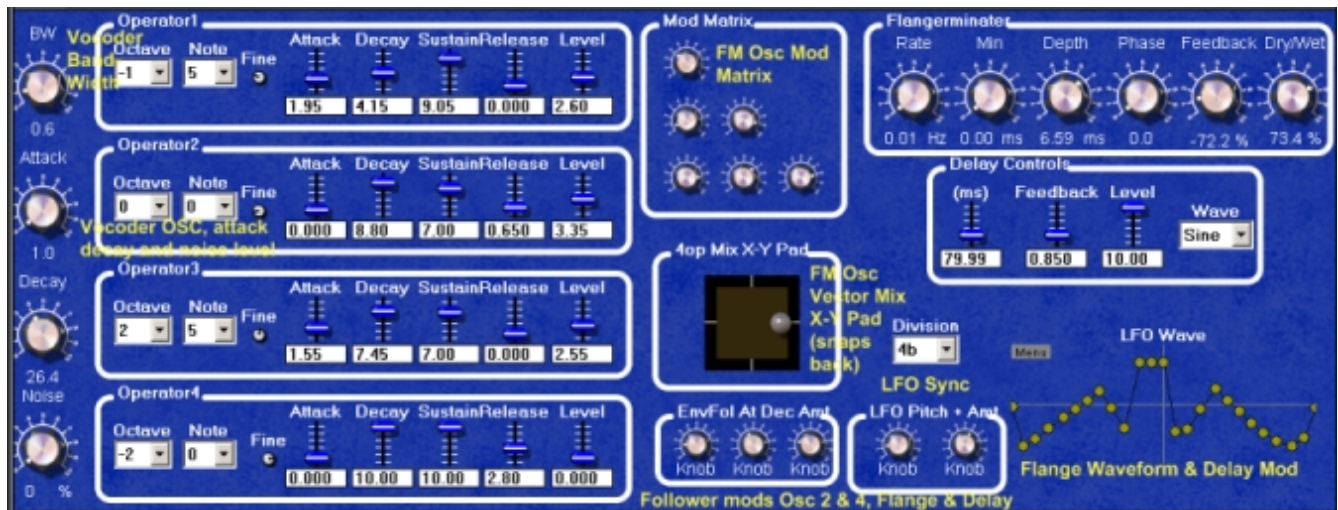 BW
Vocoder
Band-
Width
0.6
Attack
1.0
Decay
26.4
Noise
0 %
Operator1
Octave Note Fine Attack Decay Sustain Release Level
-1 5 1.95 4.15 9.05 0.000 2.60
Operator2
Octave Note Fine Attack Decay Sustain Release Level
0 0 0.000 8.80 7.00 0.650 3.35
Vocoder OSC, attack
decay and noise level
Operator3
Octave Note Fine Attack Decay Sustain Release Level
2 5 1.55 7.45 7.00 0.000 2.55
Operator4
Octave Note Fine Attack Decay Sustain Release Level
-2 0 0.000 10.00 10.00 2.80 0.000
Mod Matrix
FM Osc Mod
Matrix
4op Mix X-Y Pad
FM Osc
Vector Mix
X-Y Pad
(snaps
back)
EnvFol At Dec Amt
Knob Knob Knob
LFO Pitch + Amt
Knob Knob
Follower mods Osc 2 & 4, Flange & Delay
Flangerminater
Rate Min Depth Phase Feedback Dry/Wet
0.01 Hz 0.00 ms 6.59 ms 0.0 -72.2 % 73.4 %
Delay Controls
(ms) Feedback Level Wave
79.99 0.850 10.00 Sine
Division
4b
LFO Sync
Menu
LFO Wave
Flange Waveform & Delay Mod